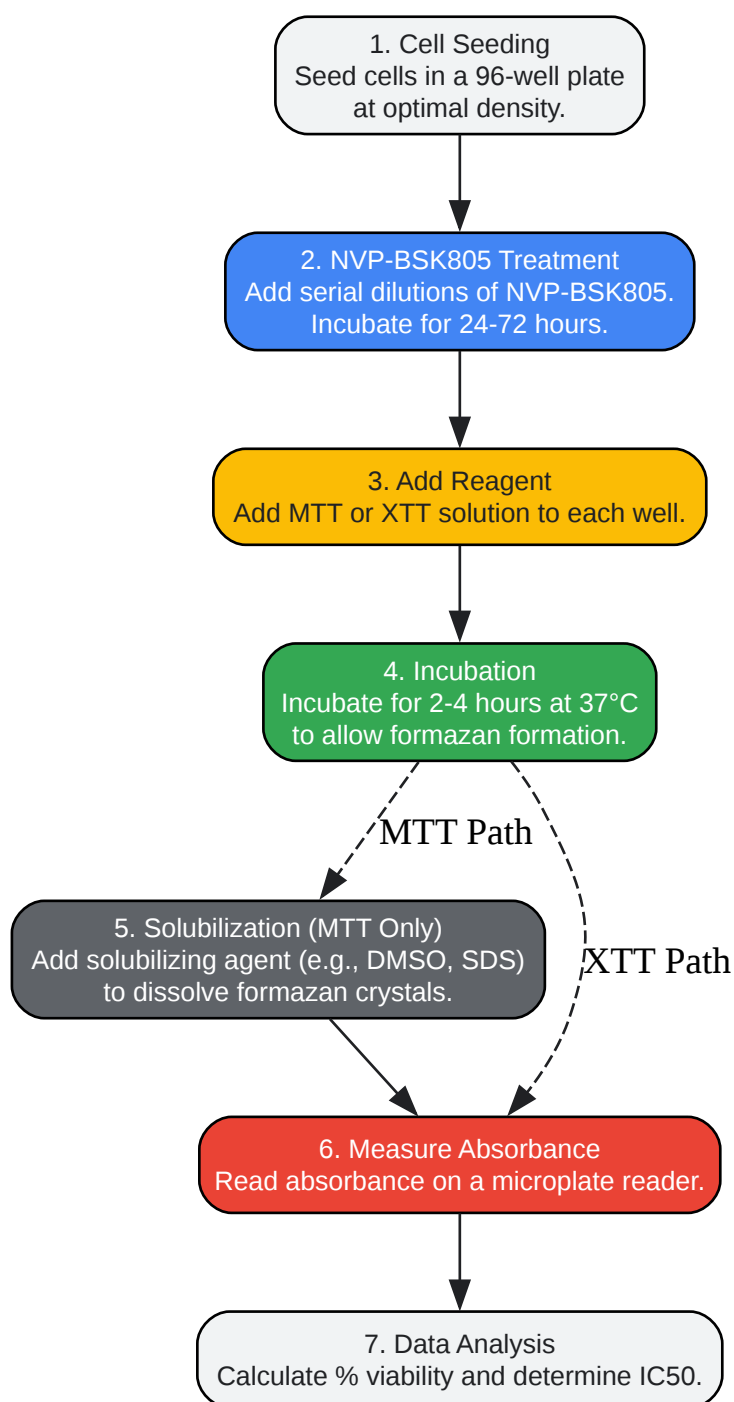 1. Cell Seeding
Seed cells in a 96-well plate
at optimal density.
2. NVP-BSK805 Treatment
Add serial dilutions of NVP-BSK805.
Incubate for 24-72 hours.
3. Add Reagent
Add MTT or XTT solution to each well.
4. Incubation
Incubate for 2-4 hours at 37°C
to allow formazan formation.
MTT Path
5. Solubilization (MTT Only)
Add solubilizing agent (e.g., DMSO, SDS)
to dissolve formazan crystals.
XTT Path
6. Measure Absorbance
Read absorbance on a microplate reader.
7. Data Analysis
Calculate % viability and determine IC50.